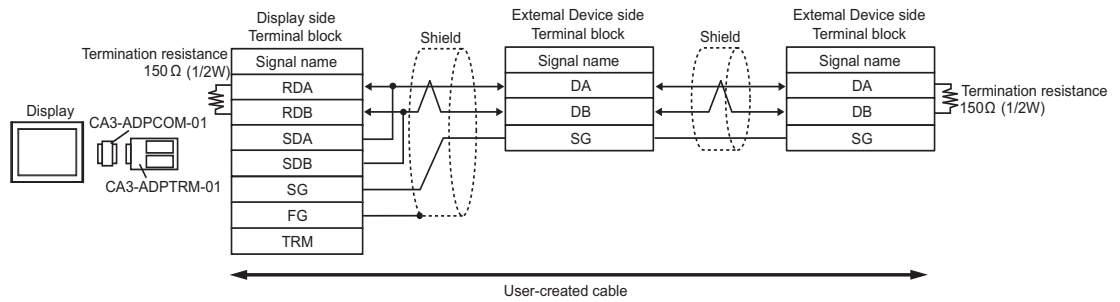 Display side
Terminal block
Shield
External Device side
Terminal block
Shield
External Device side
Terminal block
Termination resistance
150 Ω (1/2W)
Signal name
RDA
RDB
SDA
SDB
SG
FG
TRM
Signal name
DA
DB
SG
Signal name
DA
DB
SG
Termination resistance
150Ω (1/2W)
Display
CA3-ADPCOM-01
CA3-ADPTRM-01
User-created cable